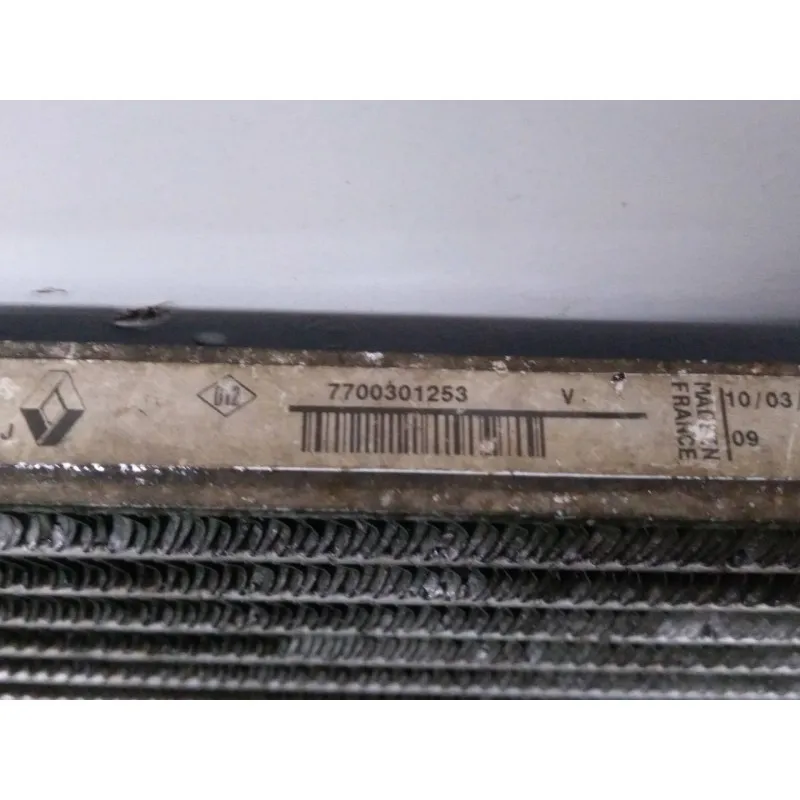 J
7700301253
V
MADE IN
FRANCE
10/03/
09